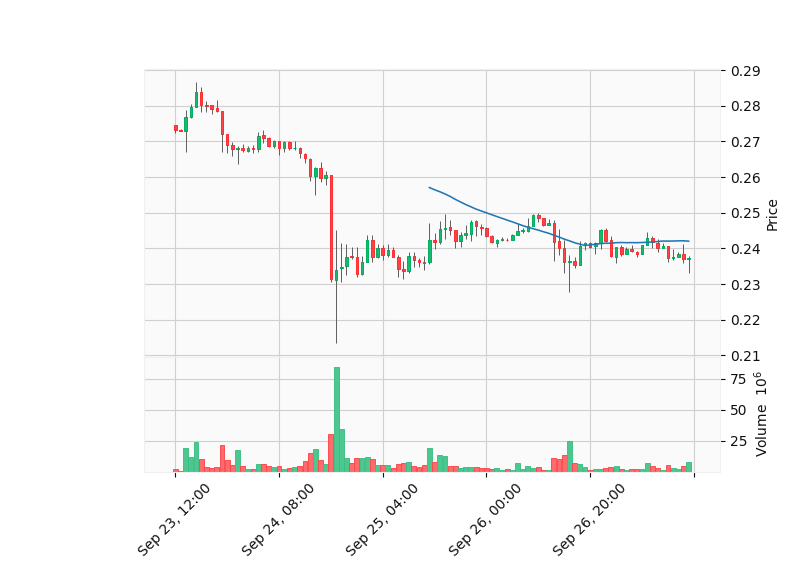 0.29
0.28
0.27
0.26
0.25
0.24
0.23
0.22
0.21
Price
75
50
25
Volume 10^6
Sep 23, 12:00
Sep 24, 08:00
Sep 25, 04:00
Sep 26, 00:00
Sep 26, 20:00